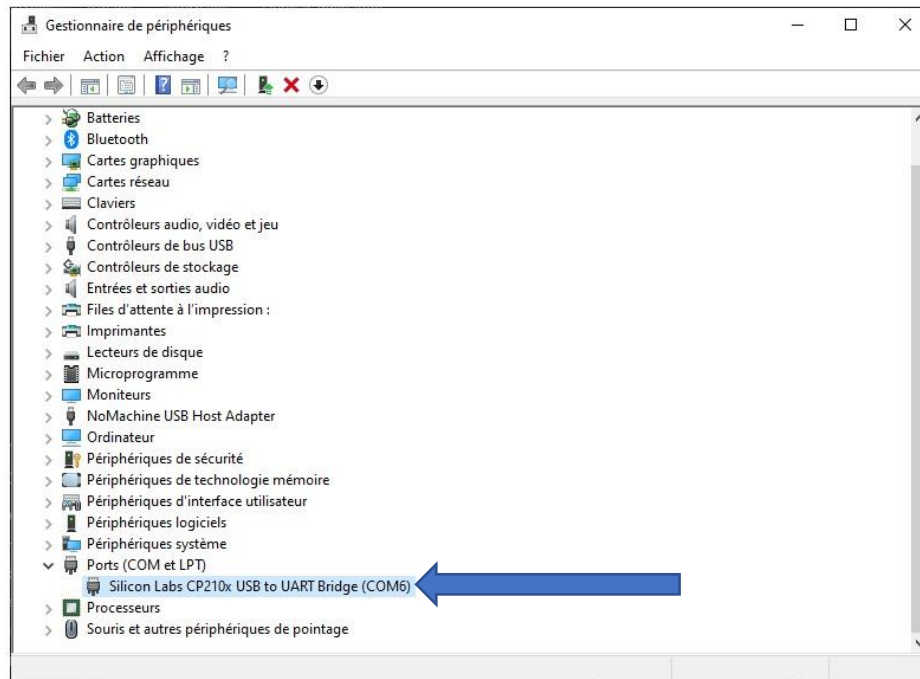 Gestionnaire de périphériques
Fichier Action Affichage ?
Batteries
Bluetooth
Cartes graphiques
Cartes réseau
Claviers
Contrôleurs audio, vidéo et jeu
Contrôleurs de bus USB
Contrôleurs de stockage
Entrées et sorties audio
Files d'attente à l'impression :
Imprimantes
Lecteurs de disque
Microprogramme
Moniteurs
NoMachine USB Host Adapter
Ordinateur
Périphériques de sécurité
Périphériques de technologie mémoire
Périphériques d'interface utilisateur
Périphériques logiciels
Périphériques système
Ports (COM et LPT)
Silicon Labs CP210x USB to UART Bridge (COM6)
Processeurs
Souris et autres périphériques de pointage